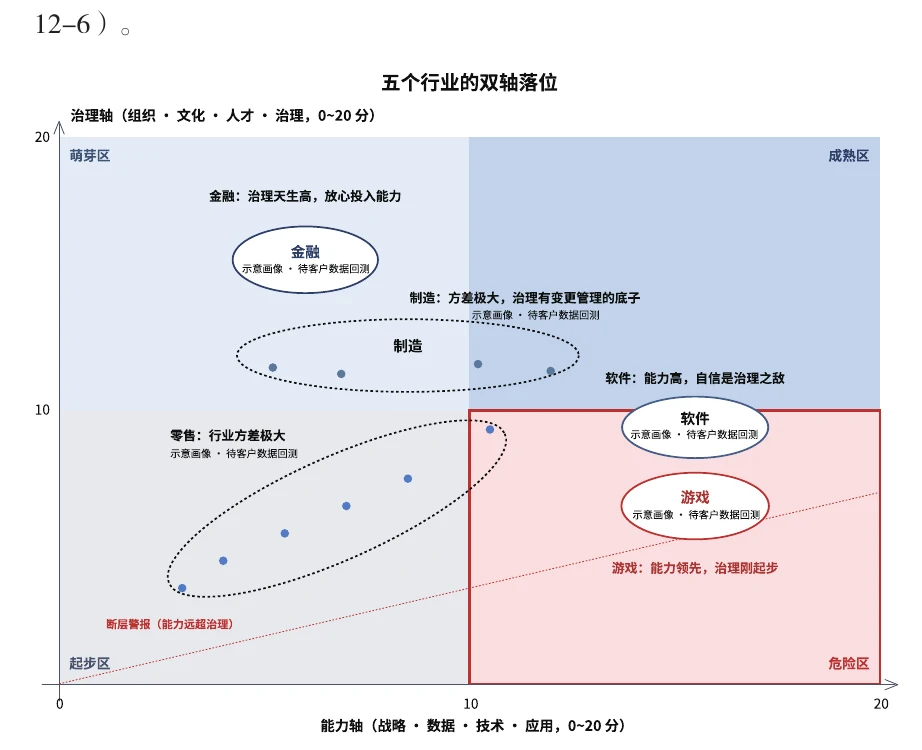 12–6）。
五个行业的双轴落位
治理轴（组织 · 文化 · 人才 · 治理，0~20 分）
20
萌芽区
成熟区
金融：治理天生高，放心投入能力
金融
示意画像 · 待客户数据回测
制造：方差极大，治理有变更管理的底子
示意画像 · 待客户数据回测
制造
软件：能力高，自信是治理之敌
10
软件
示意画像 · 待客户数据回测
零售：行业方差极大
示意画像 · 待客户数据回测
游戏
示意画像 · 待客户数据回测
游戏：能力领先，治理刚起步
断层警报（能力远超治理）
起步区
危险区
0
10
20
能力轴（战略 · 数据 · 技术 · 应用，0~20 分）